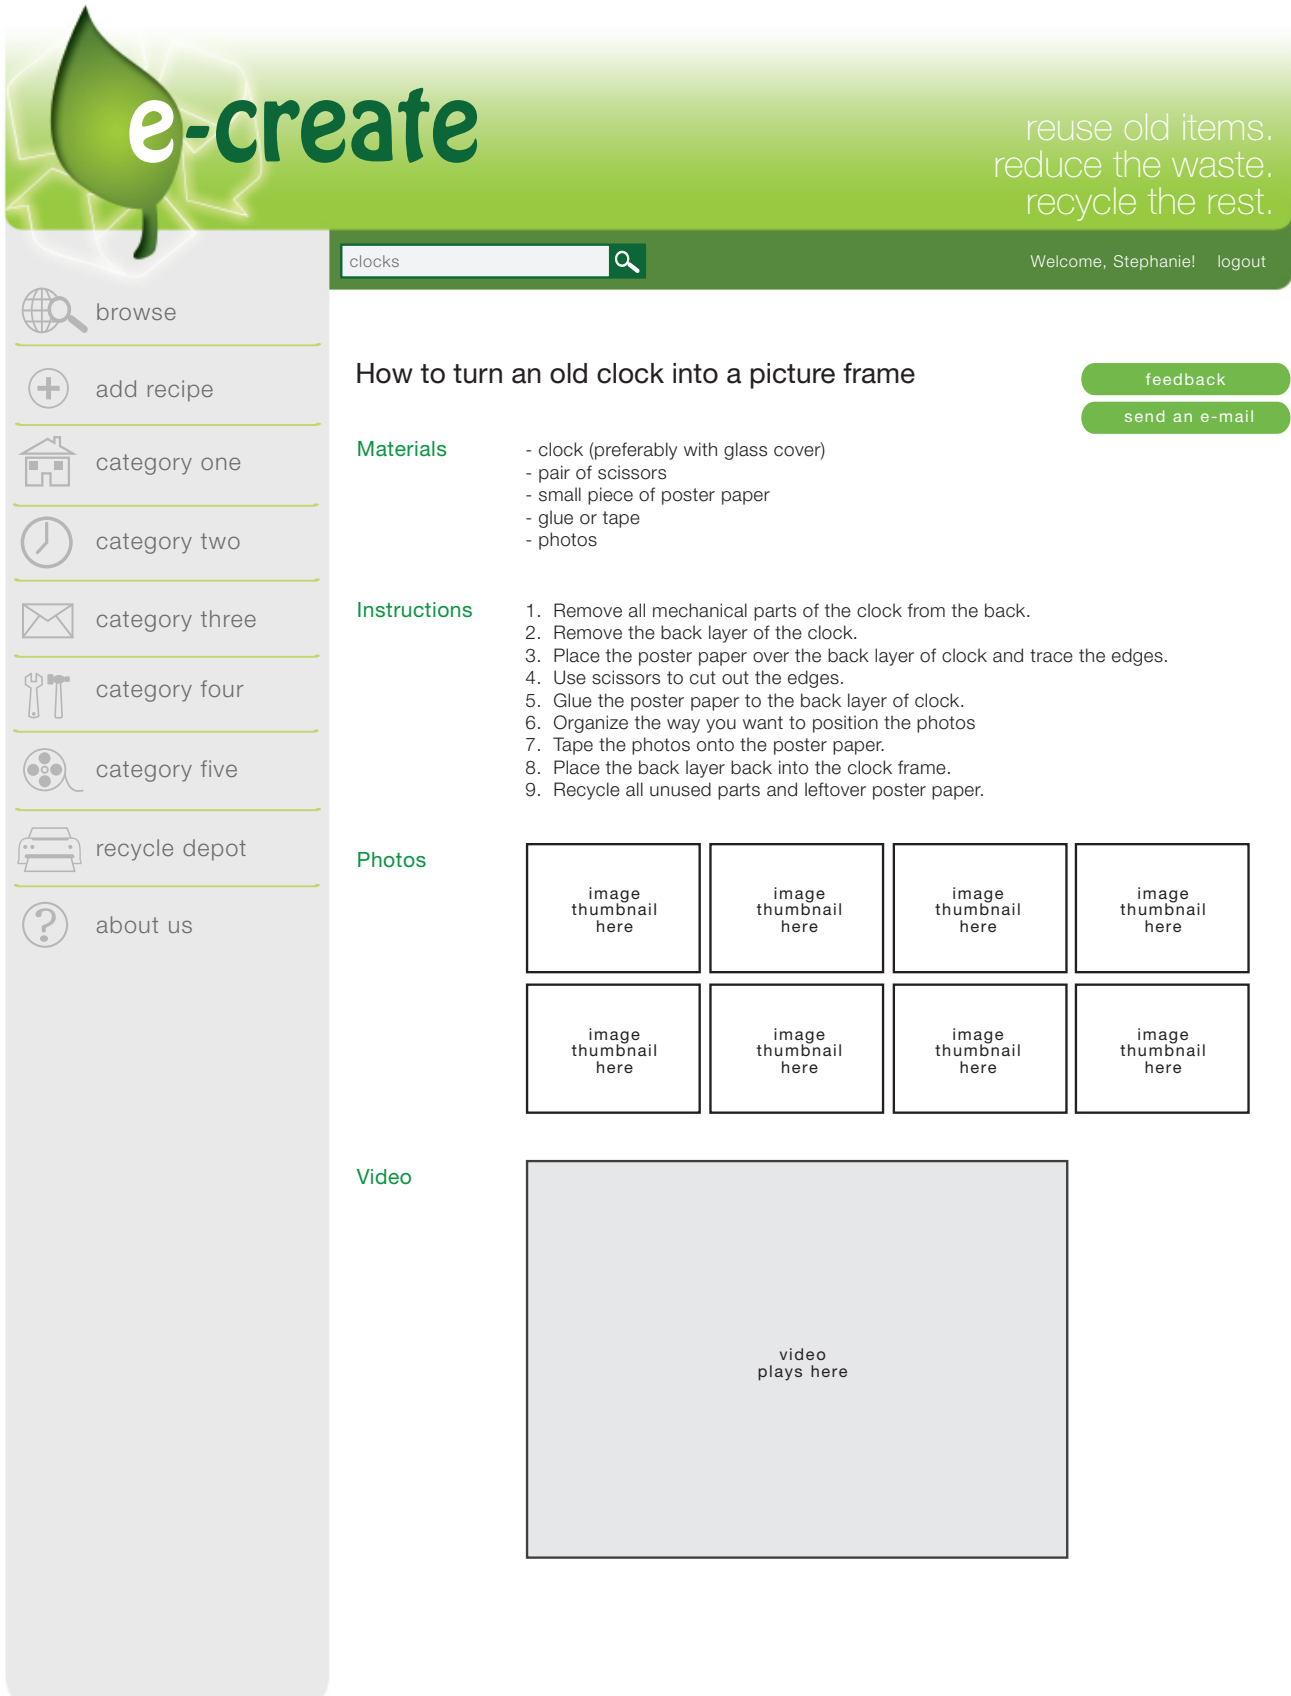 e-create
reuse old items.
reduce the waste.
recycle the rest.
clocks
Welcome, Stephanie! logout
browse
add recipe
category one
category two
category three
category four
category five
recycle depot
about us
How to turn an old clock into a picture frame
feedback
send an e-mail
Materials
- clock (preferably with glass cover)
- pair of scissors
- small piece of poster paper
- glue or tape
- photos
Instructions
1. Remove all mechanical parts of the clock from the back.
2. Remove the back layer of the clock.
3. Place the poster paper over the back layer of clock and trace the edges.
4. Use scissors to cut out the edges.
5. Glue the poster paper to the back layer of clock.
6. Organize the way you want to position the photos
7. Tape the photos onto the poster paper.
8. Place the back layer back into the clock frame.
9. Recycle all unused parts and leftover poster paper.
Photos
image
thumbnail
here
image
thumbnail
here
image
thumbnail
here
image
thumbnail
here
image
thumbnail
here
image
thumbnail
here
image
thumbnail
here
image
thumbnail
here
Video
video
plays here